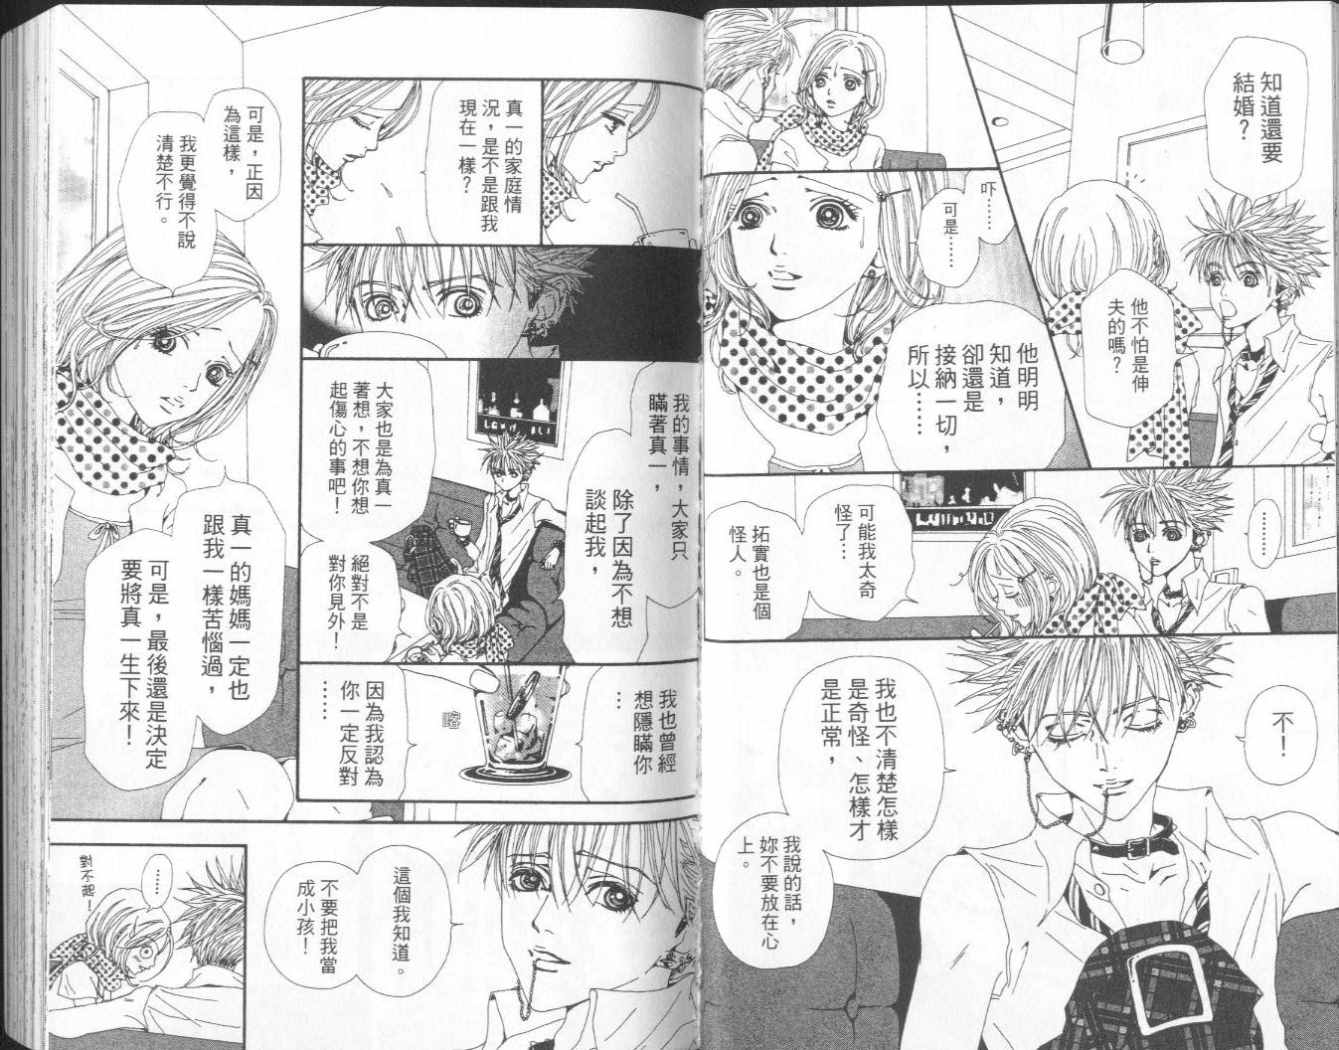 知道還要
結婚？
他不怕是伸
夫的嗎？
吓……
可是……
他明明
知道，
卻還是
接納一切，
所以……
………
可能我太奇
怪了…
拓實也是個
怪人。
不！
我也不清楚怎樣
是奇怪、怎樣才
是正常，
我說的話，
妳不要放在心
上。
真一的家庭情
況，是不是跟我
現在一樣？
我的事情，大家只
瞞著真一，
除了因為不想
談起我，
大家也是為真一
著想，不想你想
起傷心的事吧！
絕對不是
對你見外！
我也曾經
想隱瞞你
…
喀
因為我認為
你一定反對
……
可是，正因
為這樣，
我更覺得不說
清楚不行。
真一的媽媽一定也
跟我一樣苦惱過，
可是，最後還是決定
要將真一生下來！
這個我知道。
不要把我當
成小孩！
……
對不起！